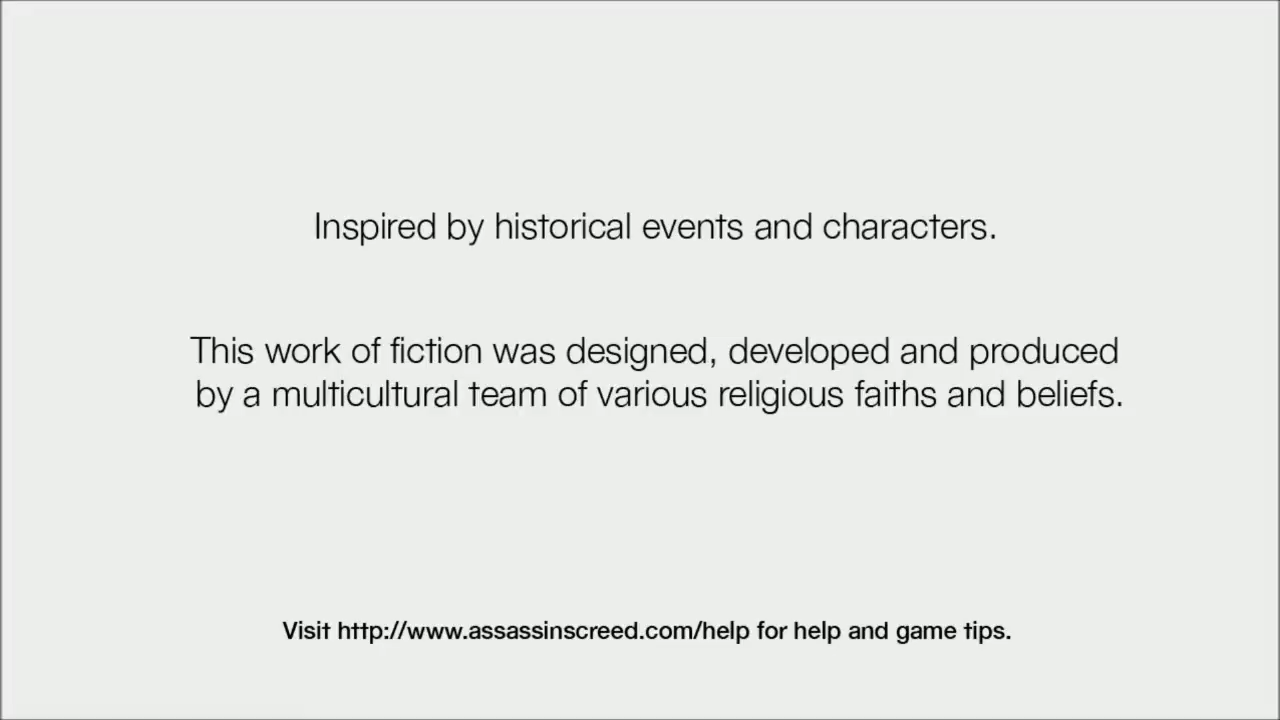 Inspired by historical events and characters.
This work of fiction was designed, developed and produced
by a multicultural team of various religious faiths and beliefs.
Visit http://www.assassinscreed.com/help for help and game tips.